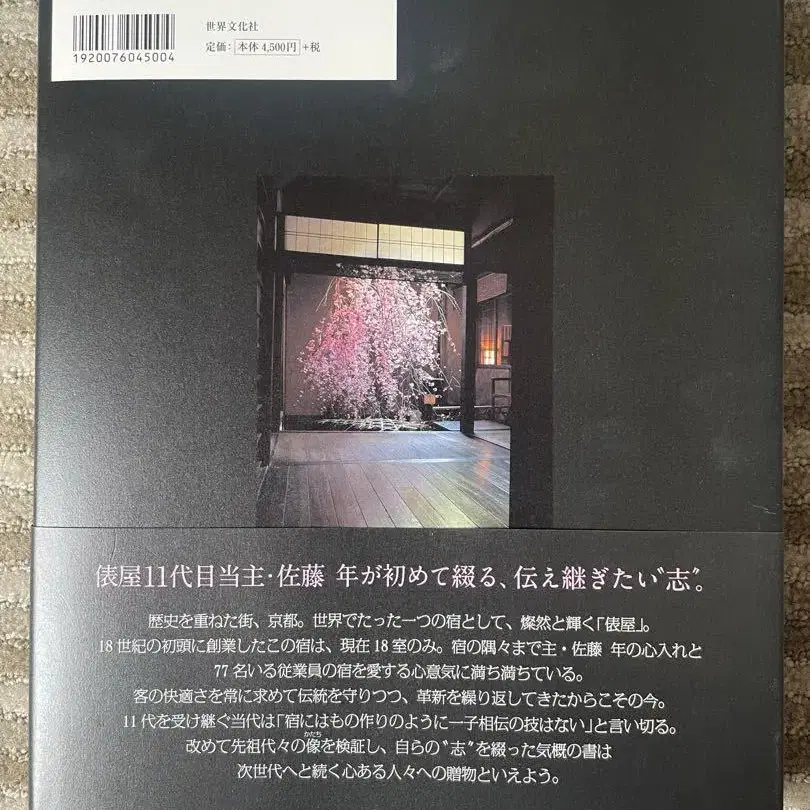 世界文化社
定価：本体4,500円+税
1920076045004
俵屋11代目当主・佐藤 年が初めて綴る、伝え継ぎたい〝志〟。
歴史を重ねた街、京都。世界でたった一つの宿として、燦然と輝く「俵屋」。
18世紀の初頭に創業したこの宿は、現在18室のみ。宿の隅々まで主・佐藤 年の心入れと
77名いる従業員の宿を愛する心意気に満ち満ちている。
客の快適さを常に求めて伝統を守りつつ、革新を繰り返してきたからこその今。
11代を受け継ぐ当代は「宿にはもの作りのように一子相伝の技はない」と言い切る。
かたち
改めて先祖代々の像を検証し、自らの〝志〟を綴った気概の書は
次世代へと続く心ある人々への贈物といえよう。